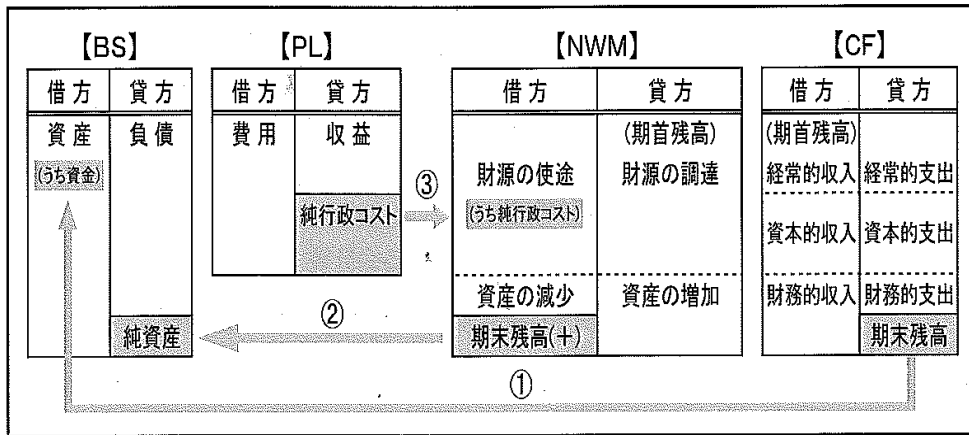 【BS】 【PL】 【NWM】 【CF】
借方 貸方 借方 貸方 借方 貸方 借方 貸方
資産 負債 費用 収益 (期首残高) (期首残高)
(うち資金) 財源の使途 財源の調達 経常的収入 経常的支出
③
純行政コスト (うち純行政コスト) 資本的収入 資本的支出
資産の減少 資産の増加 財務的収入 財務的支出
②
純資産 期末残高(+) 期末残高
①